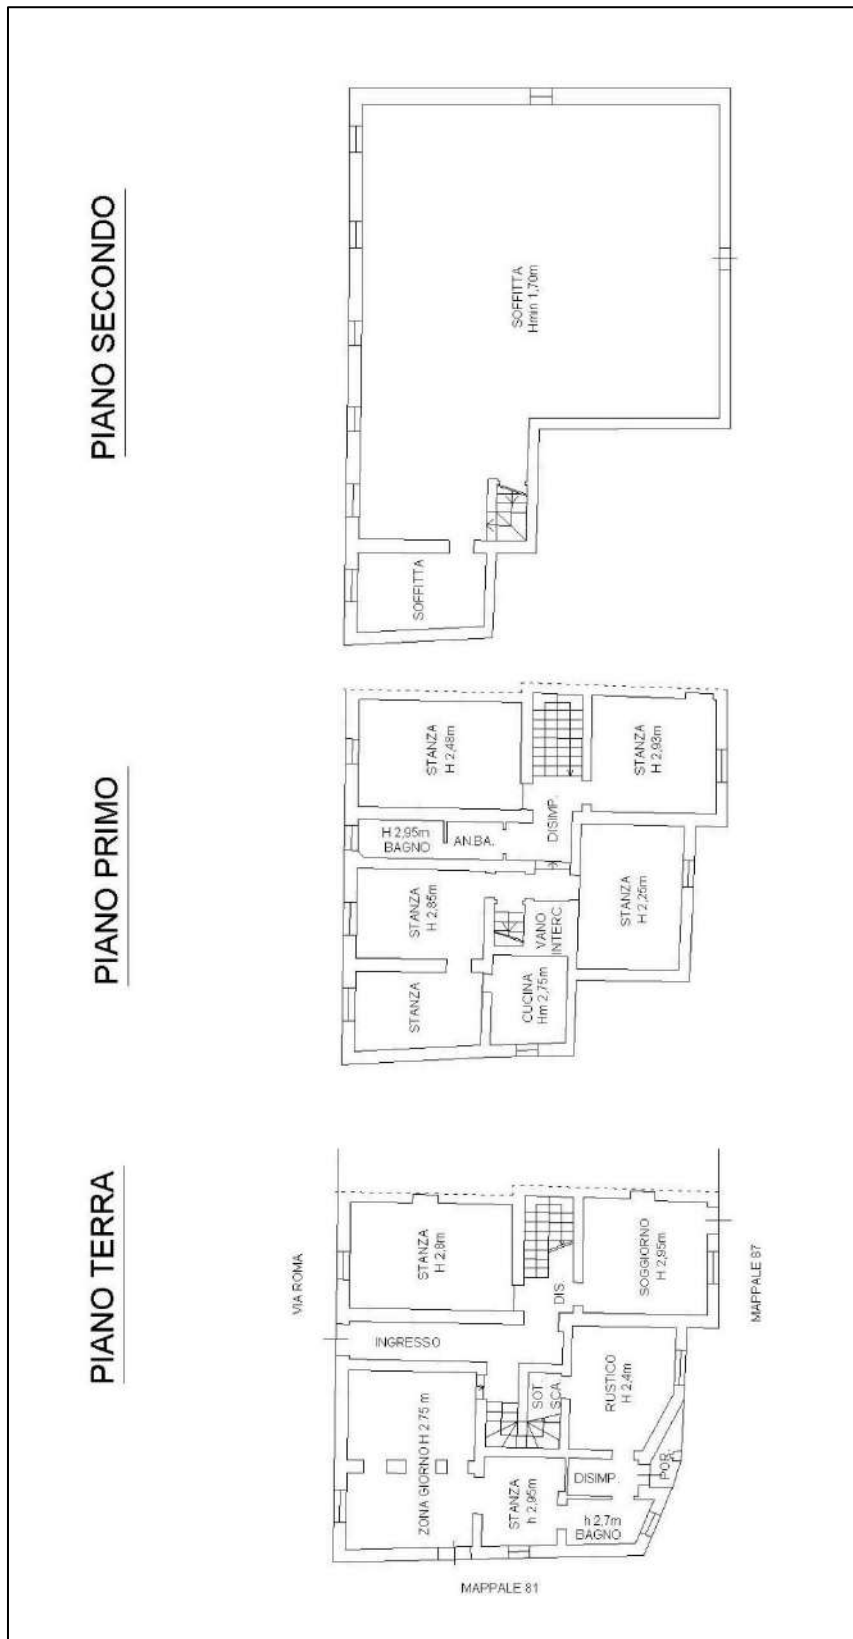 PIANO SECONDO
SOFFITTA
Hmin 1,70m
SOFFITTA
PIANO PRIMO
STANZA
H 2,48m
STANZA
H 2,93m
H 2,95m
BAGNO
AN.BA.
DISIMP.
STANZA
H 2,85m
VANO
INTERC.
STANZA
H 2,25m
STANZA
CUCINA
Hm 2,75m
PIANO TERRA
VIA ROMA
STANZA
H 2,8m
DIS.
SOGGIORNO
H 2,95m
MAPPALE 87
INGRESSO
ZONA GIORNO H 2.75 m
SOT.
SCA.
RUSTICO
H 2,4m
STANZA
h 2,95m
DISIMP.
POR.
h 2,7m
BAGNO
MAPPALE 81